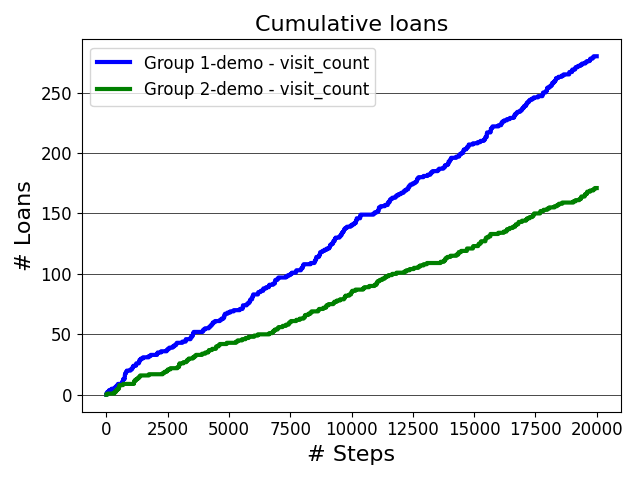 Cumulative loans
Group 1-demo - visit_count
Group 2-demo - visit_count
250
200
150
100
50
0
# Loans
0 2500 5000 7500 10000 12500 15000 17500 20000
# Steps